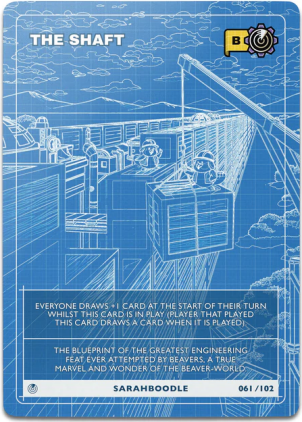 THE SHAFT
B
EVERYONE DRAWS +1 CARD AT THE START OF THEIR TURN
WHILST THIS CARD IS IN PLAY (PLAYER THAT PLAYED
THIS CARD DRAWS A CARD WHEN IT IS PLAYED)
THE BLUEPRINT OF THE GREATEST ENGINEERING
FEAT EVER ATTEMPTED BY BEAVERS, A TRUE
MARVEL AND WONDER OF THE BEAVER-WORLD.
SARAHBOODLE
061 /102